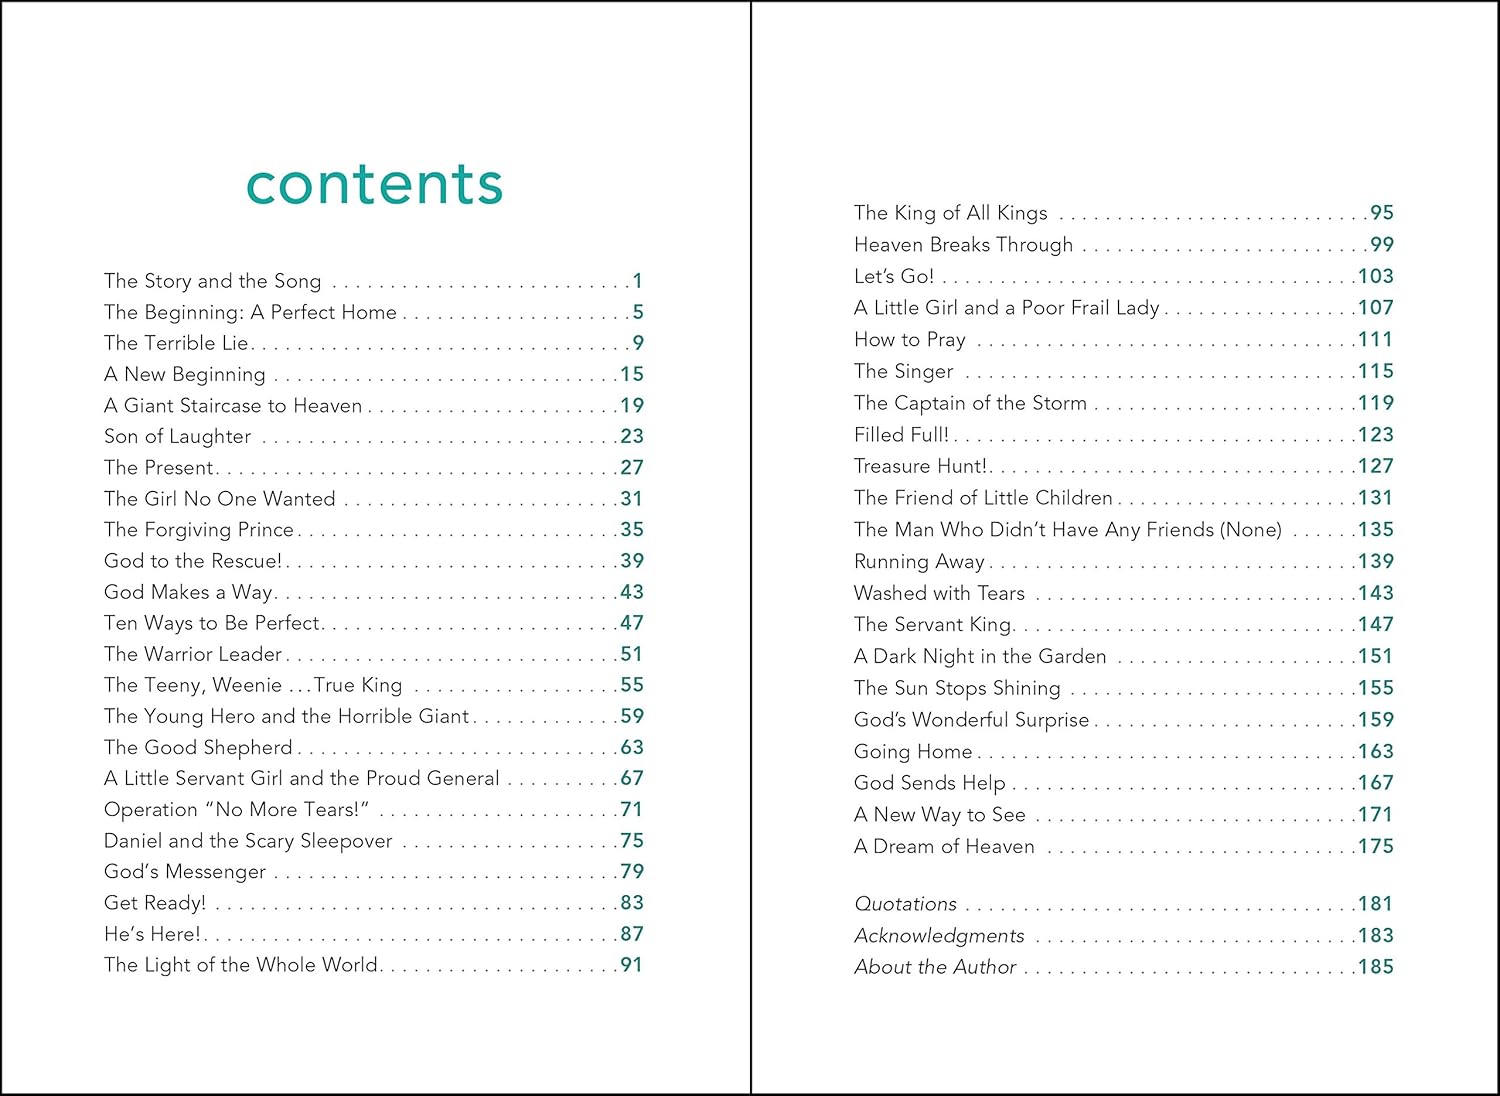 contents
The Story and the Song . . . . . . . . . . . . . . . . . . . . . . . . . . 1
The Beginning: A Perfect Home . . . . . . . . . . . . . . . . . . . . 5
The Terrible Lie. . . . . . . . . . . . . . . . . . . . . . . . . . . . . . . . . 9
A New Beginning . . . . . . . . . . . . . . . . . . . . . . . . . . . . . . 15
A Giant Staircase to Heaven . . . . . . . . . . . . . . . . . . . . . . 19
Son of Laughter . . . . . . . . . . . . . . . . . . . . . . . . . . . . . . . 23
The Present. . . . . . . . . . . . . . . . . . . . . . . . . . . . . . . . . . . 27
The Girl No One Wanted . . . . . . . . . . . . . . . . . . . . . . . . 31
The Forgiving Prince. . . . . . . . . . . . . . . . . . . . . . . . . . . . 35
God to the Rescue!. . . . . . . . . . . . . . . . . . . . . . . . . . . . . 39
God Makes a Way. . . . . . . . . . . . . . . . . . . . . . . . . . . . . . 43
Ten Ways to Be Perfect. . . . . . . . . . . . . . . . . . . . . . . . . . 47
The Warrior Leader. . . . . . . . . . . . . . . . . . . . . . . . . . . . . 51
The Teeny, Weenie ...True King . . . . . . . . . . . . . . . . . . 55
The Young Hero and the Horrible Giant. . . . . . . . . . . . . 59
The Good Shepherd. . . . . . . . . . . . . . . . . . . . . . . . . . . . 63
A Little Servant Girl and the Proud General . . . . . . . . . . 67
Operation “No More Tears!” . . . . . . . . . . . . . . . . . . . . . 71
Daniel and the Scary Sleepover . . . . . . . . . . . . . . . . . . . 75
God’s Messenger . . . . . . . . . . . . . . . . . . . . . . . . . . . . . . 79
Get Ready! . . . . . . . . . . . . . . . . . . . . . . . . . . . . . . . . . . . 83
He’s Here!. . . . . . . . . . . . . . . . . . . . . . . . . . . . . . . . . . . . 87
The Light of the Whole World. . . . . . . . . . . . . . . . . . . . . 91
The King of All Kings . . . . . . . . . . . . . . . . . . . . . . . . . . . 95
Heaven Breaks Through . . . . . . . . . . . . . . . . . . . . . . . . . 99
Let’s Go! . . . . . . . . . . . . . . . . . . . . . . . . . . . . . . . . . . . . 103
A Little Girl and a Poor Frail Lady . . . . . . . . . . . . . . . . . 107
How to Pray . . . . . . . . . . . . . . . . . . . . . . . . . . . . . . . . . 111
The Singer . . . . . . . . . . . . . . . . . . . . . . . . . . . . . . . . . . 115
The Captain of the Storm . . . . . . . . . . . . . . . . . . . . . . . 119
Filled Full! . . . . . . . . . . . . . . . . . . . . . . . . . . . . . . . . . . . 123
Treasure Hunt!. . . . . . . . . . . . . . . . . . . . . . . . . . . . . . . . 127
The Friend of Little Children . . . . . . . . . . . . . . . . . . . . . 131
The Man Who Didn’t Have Any Friends (None) . . . . . . 135
Running Away . . . . . . . . . . . . . . . . . . . . . . . . . . . . . . . . 139
Washed with Tears . . . . . . . . . . . . . . . . . . . . . . . . . . . . 143
The Servant King. . . . . . . . . . . . . . . . . . . . . . . . . . . . . . 147
A Dark Night in the Garden . . . . . . . . . . . . . . . . . . . . . 151
The Sun Stops Shining . . . . . . . . . . . . . . . . . . . . . . . . . 155
God’s Wonderful Surprise . . . . . . . . . . . . . . . . . . . . . . . 159
Going Home . . . . . . . . . . . . . . . . . . . . . . . . . . . . . . . . . 163
God Sends Help . . . . . . . . . . . . . . . . . . . . . . . . . . . . . . 167
A New Way to See . . . . . . . . . . . . . . . . . . . . . . . . . . . . 171
A Dream of Heaven . . . . . . . . . . . . . . . . . . . . . . . . . . . 175
Quotations . . . . . . . . . . . . . . . . . . . . . . . . . . . . . . . . . . 181
Acknowledgments . . . . . . . . . . . . . . . . . . . . . . . . . . . . 183
About the Author . . . . . . . . . . . . . . . . . . . . . . . . . . . . . 185